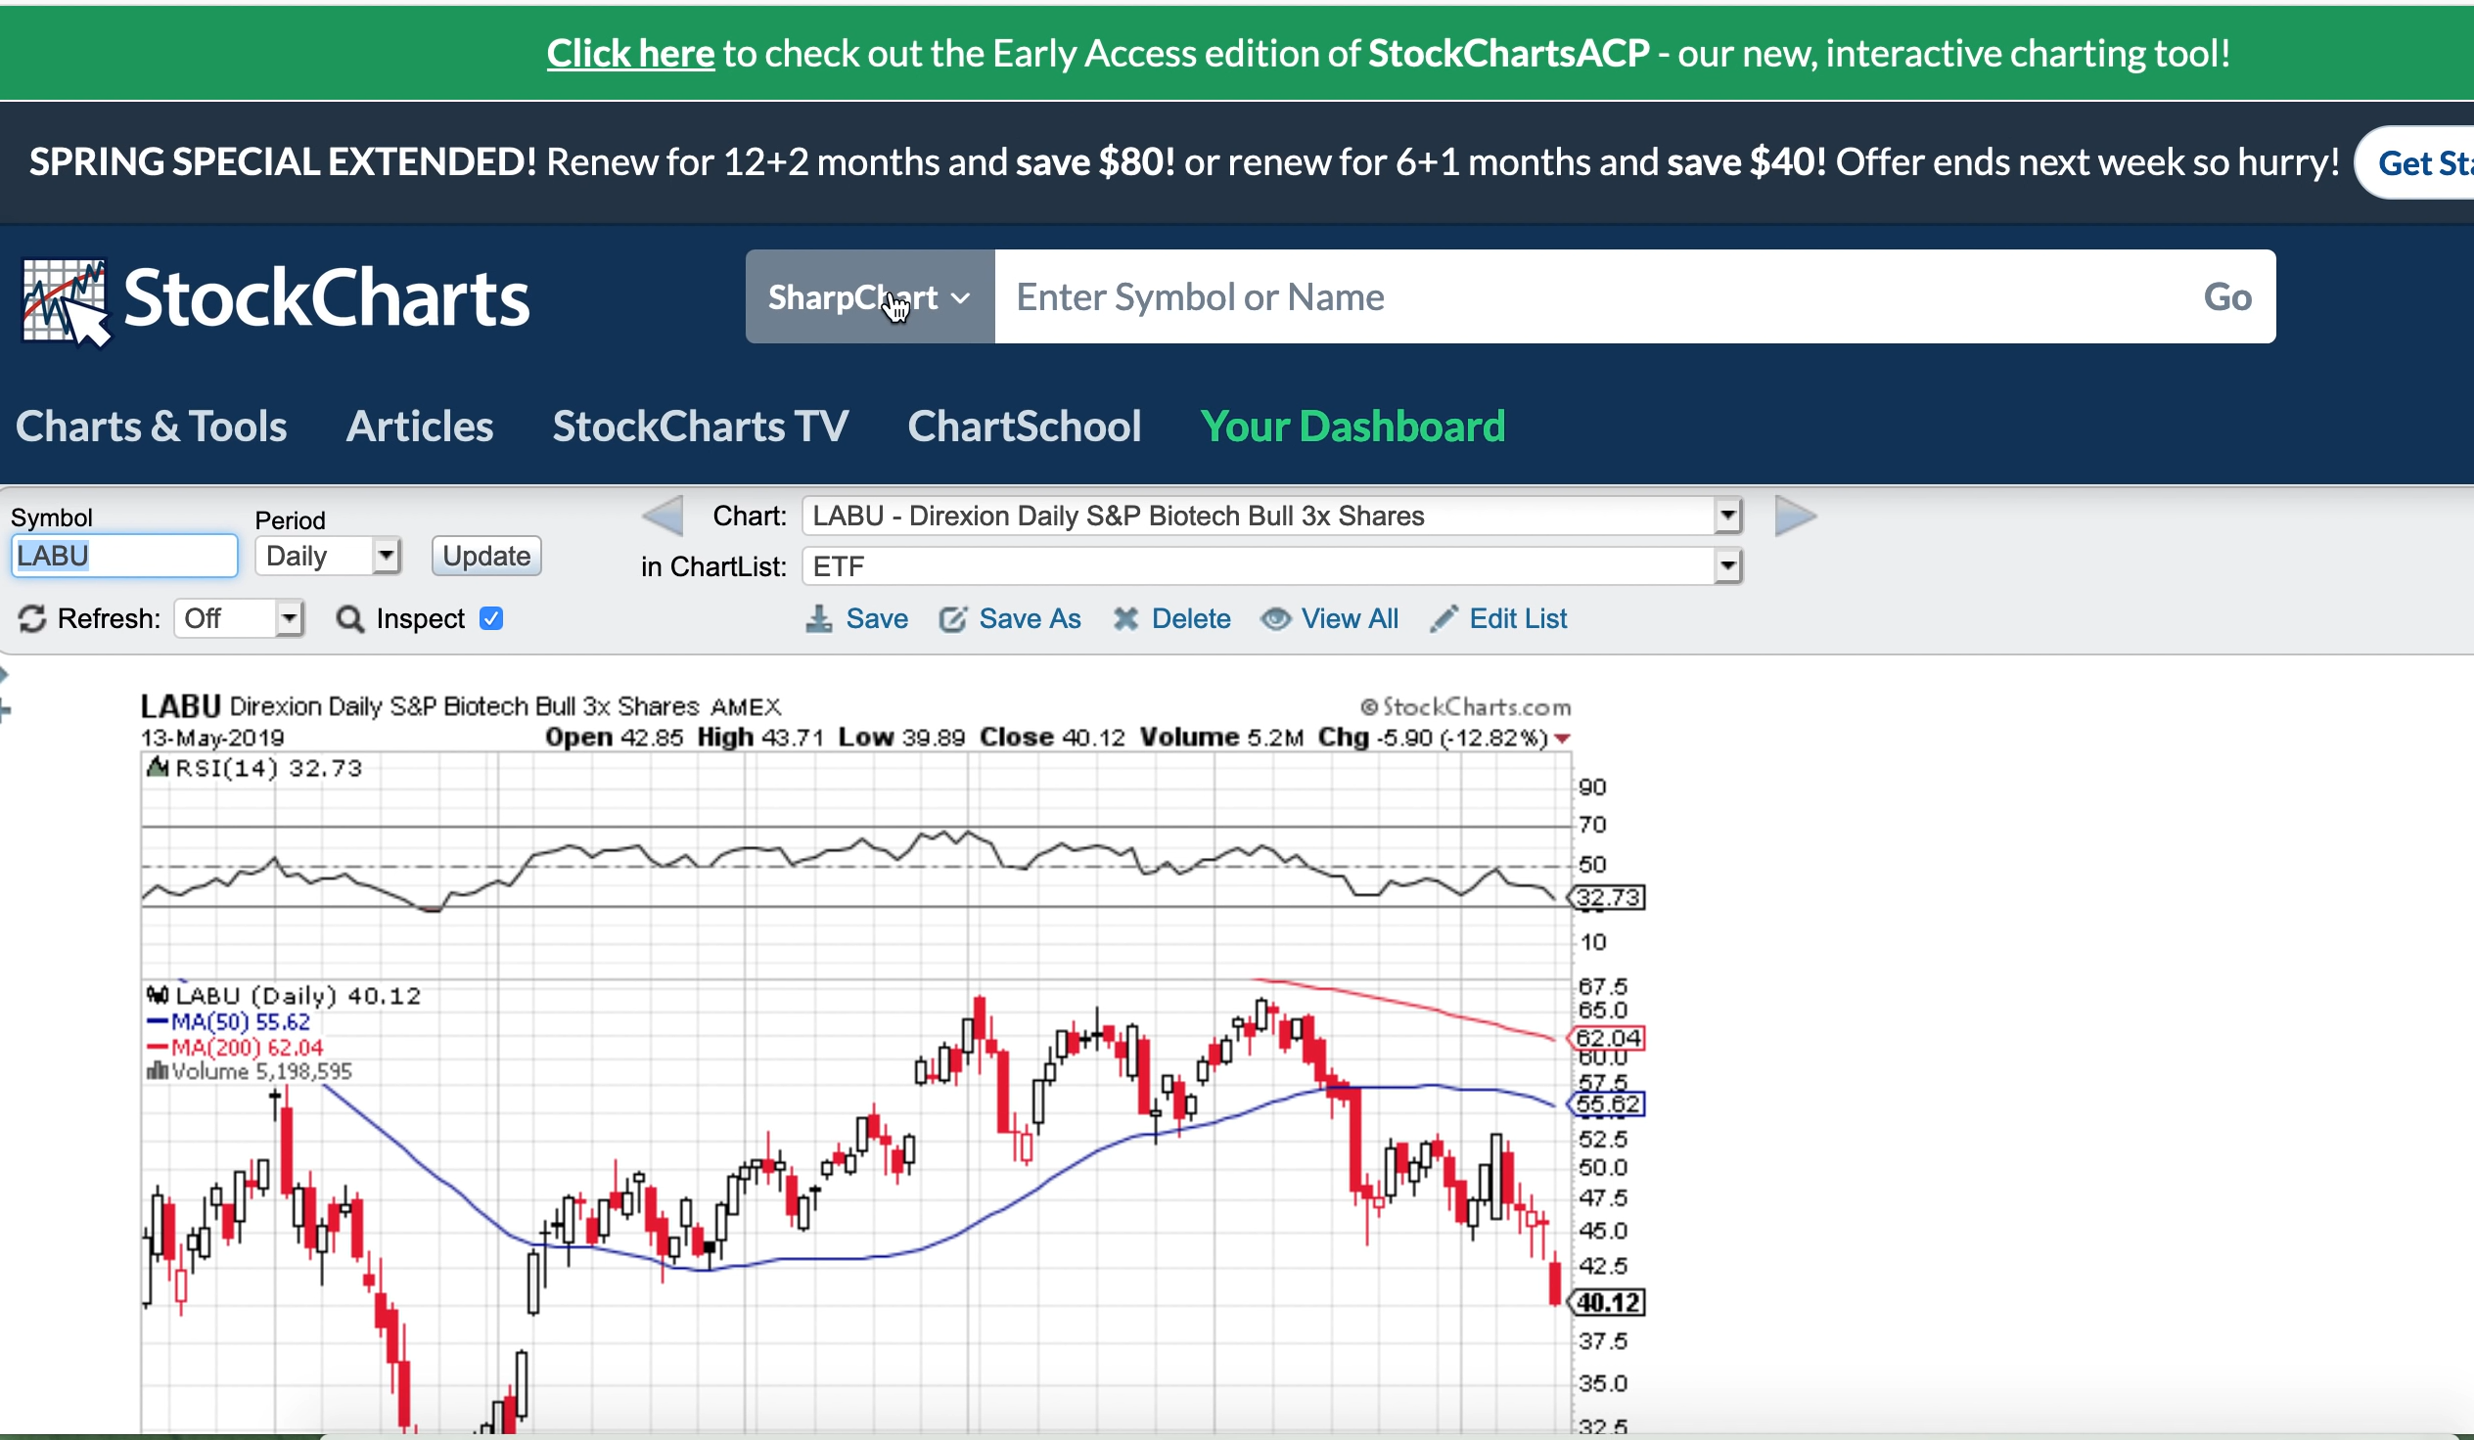 Click here to check out the Early Access edition of StockChartsACP - our new, interactive charting tool!
SPRING SPECIAL EXTENDED! Renew for 12+2 months and save $80! or renew for 6+1 months and save $40! Offer ends next week so hurry! Get Sta
StockCharts
SharpChart
Enter Symbol or Name
Go
Charts & Tools Articles StockCharts TV ChartSchool Your Dashboard
Symbol Period
Chart: LABU - Direxion Daily S&P Biotech Bull 3x Shares
LABU Daily Update
in ChartList: ETF
Refresh: Off Inspect Save Save As Delete View All Edit List
LABU Direxion Daily S&P Biotech Bull 3x Shares AMEX © StockCharts.com
13-May-2019 Open 42.85 High 43.71 Low 39.89 Close 40.12 Volume 5.2M Chg -5.90 (-12.82%)
RSI(14) 32.73
90
70
50
32.73
10
LABU (Daily) 40.12
MA(50) 55.62
MA(200) 62.04
Volume 5,198,595
67.5
65.0
62.04
60.0
57.5
55.62
52.5
50.0
47.5
45.0
42.5
40.12
37.5
35.0
32.5